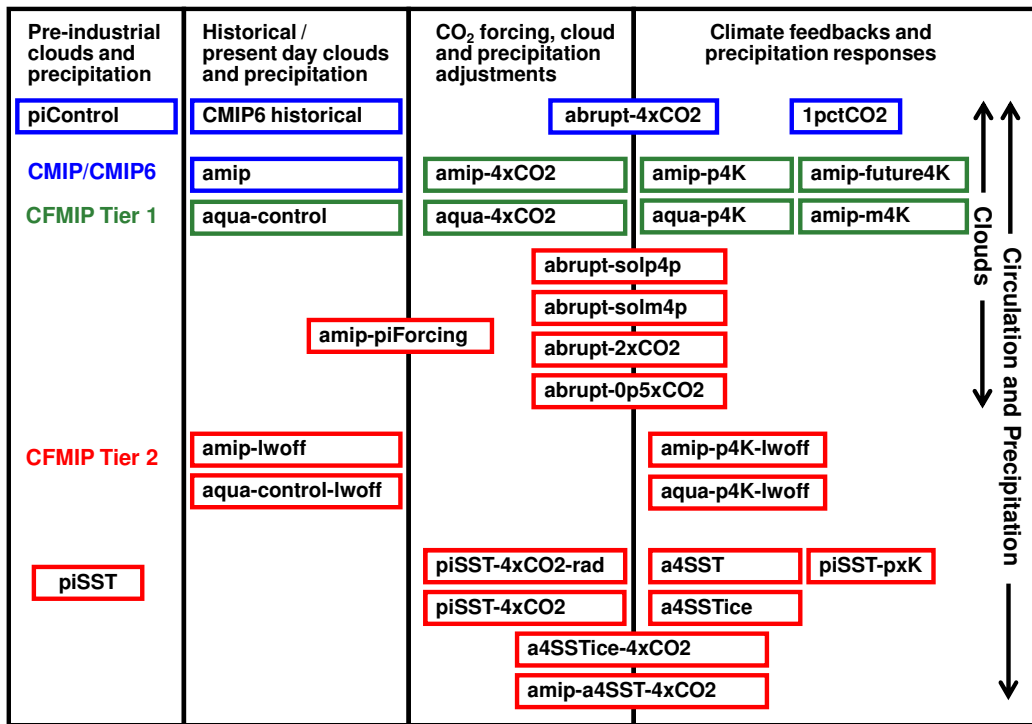 Pre-industrial
clouds and
precipitation
Historical /
present day clouds
and precipitation
CO₂ forcing, cloud
and precipitation
adjustments
Climate feedbacks and
precipitation responses
piControl
CMIP6 historical
abrupt-4xCO2
1pctCO2
CMIP/CMIP6
amip
amip-4xCO2
amip-p4K
amip-future4K
CFMIP Tier 1
aqua-control
aqua-4xCO2
aqua-p4K
amip-m4K
abrupt-solp4p
abrupt-solm4p
amip-piForcing
abrupt-2xCO2
abrupt-0p5xCO2
CFMIP Tier 2
amip-lwoff
amip-p4K-lwoff
aqua-control-lwoff
aqua-p4K-lwoff
piSST
piSST-4xCO2-rad
a4SST
piSST-pxK
piSST-4xCO2
a4SSTice
a4SSTice-4xCO2
amip-a4SST-4xCO2
Clouds
Circulation and Precipitation